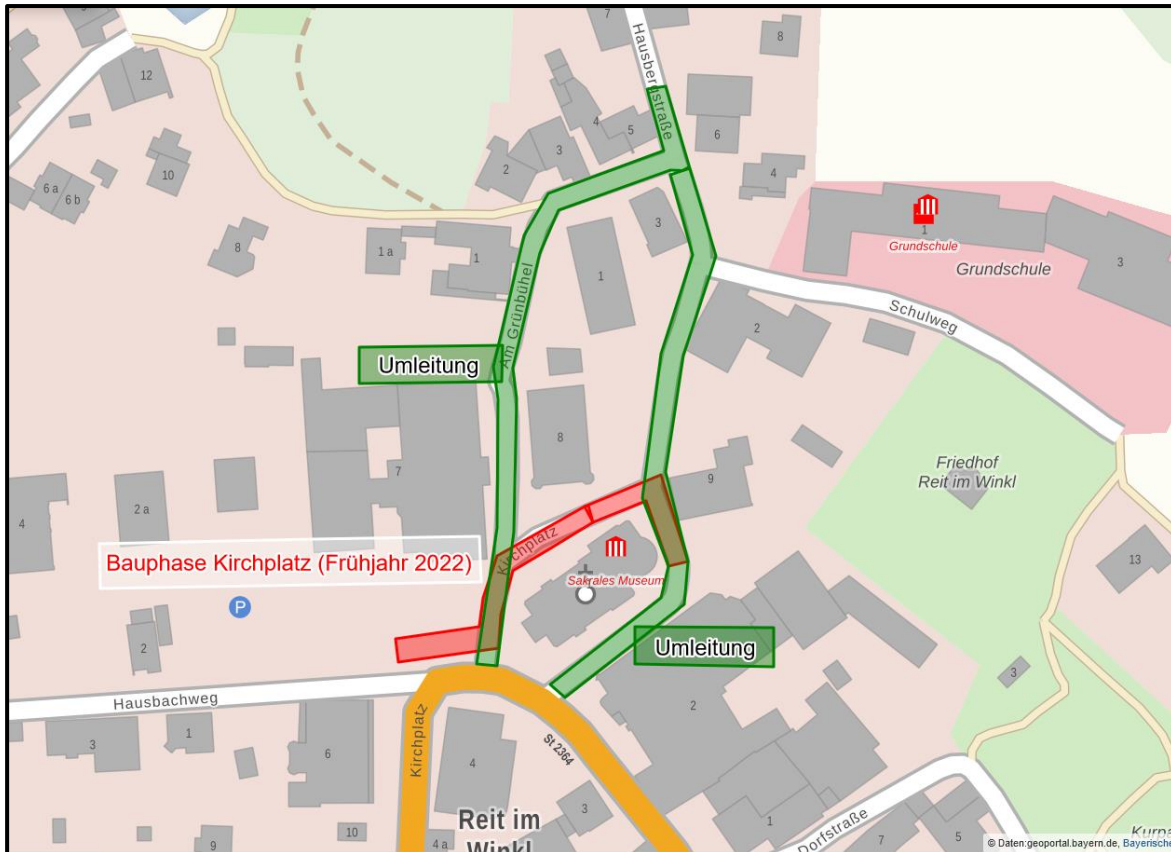 7
8
12
Hausbergstraße
4
5
6
3
2
10
4
6 a
6 b
3
1
Grundschule
Grundschule
3
8
1 a
1
1
Am Grünbühel
Schulweg
2
Umleitung
8
7
Friedhof
Reit im Winkl
9
4
2 a
Kirchplatz
Bauphase Kirchplatz (Frühjahr 2022)
13
Sakrales Museum
P
2
Umleitung
3
Hausbachweg
2
Kirchplatz
St 2364
3
1
6
4
Reit im
Winkl
3
1
Dorfstraße
7
5
9
10
4 a
© Daten:geoportal.bayern.de, Bayerisch